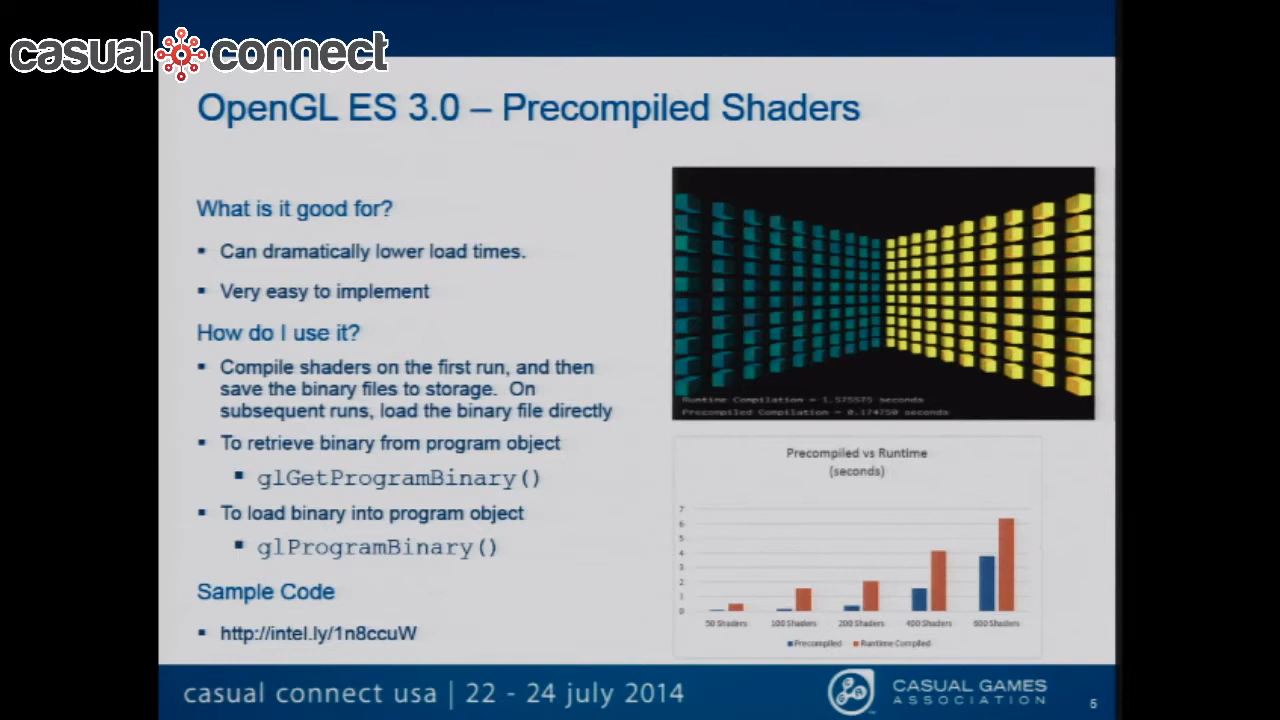 casual connect
OpenGL ES 3.0 – Precompiled Shaders
What is it good for?
▪ Can dramatically lower load times.
▪ Very easy to implement
How do I use it?
▪ Compile shaders on the first run, and then
save the binary files to storage. On
subsequent runs, load the binary file directly
▪ To retrieve binary from program object
▪ glGetProgramBinary()
▪ To load binary into program object
▪ glProgramBinary()
Sample Code
▪ http://intel.ly/1n8ccuW
Runtime Compilation = 1.575575 seconds
Precompiled Compilation = 0.174750 seconds
Precompiled vs Runtime
(seconds)
7
6
5
4
3
2
1
0
50 Shaders 100 Shaders 200 Shaders 400 Shaders 600 Shaders
Precompiled Runtime Compiled
casual connect usa | 22 - 24 july 2014
CASUAL GAMES
ASSOCIATION
5